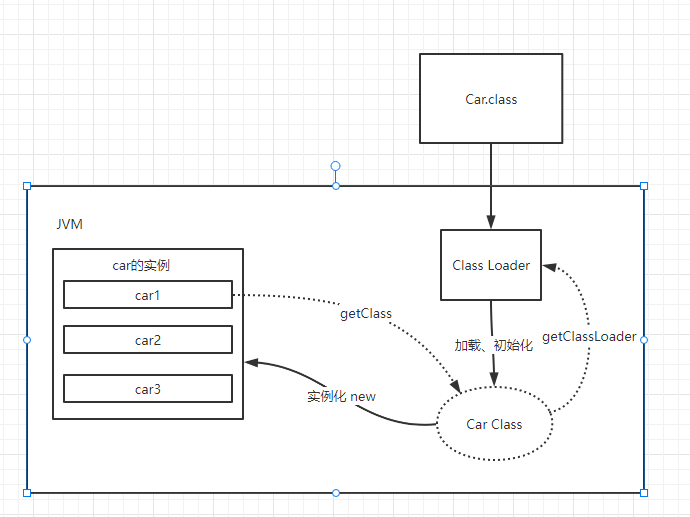 Car.class
JVM
Class Loader
car的实例
car1
car2
car3
getClass
加载、初始化
getClassLoader
实例化 new
Car Class